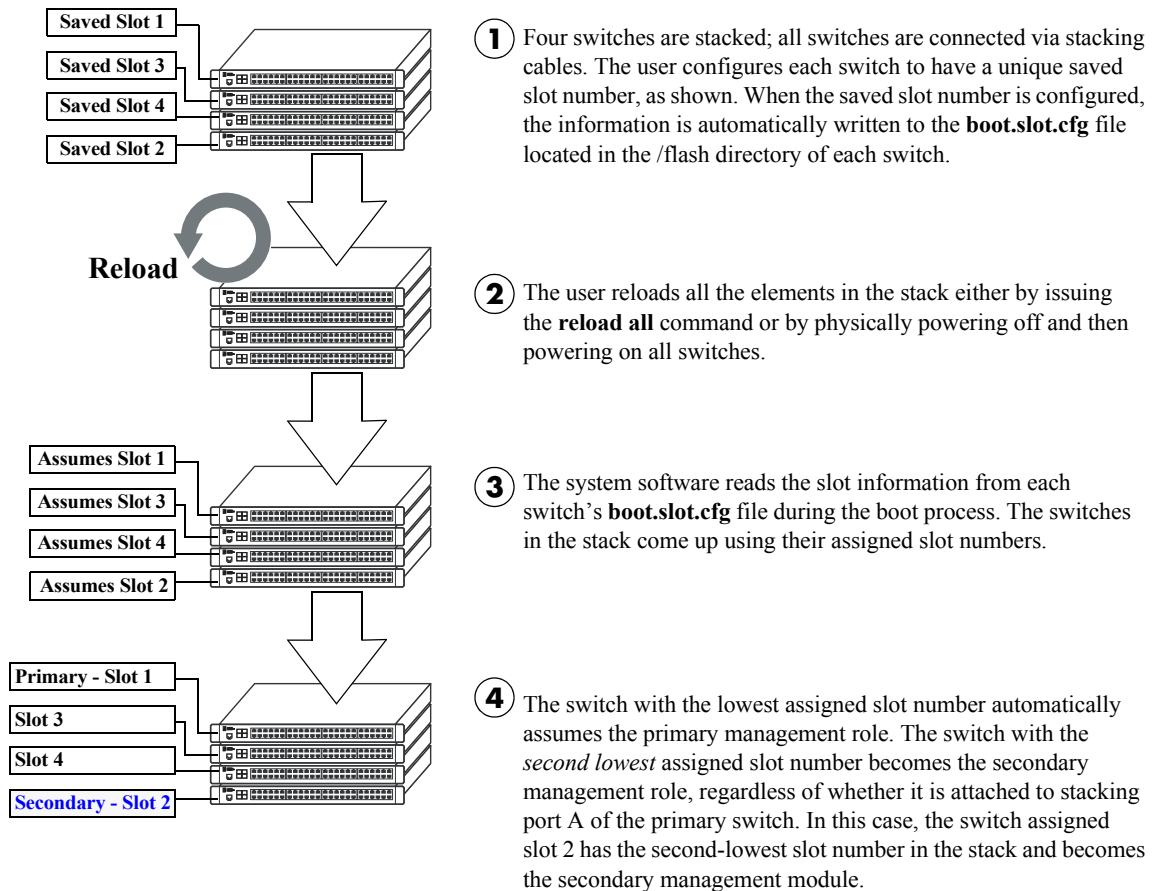 Saved Slot 1
Saved Slot 3
Saved Slot 4
Saved Slot 2
1
Four switches are stacked; all switches are connected via stacking
cables. The user configures each switch to have a unique saved
slot number, as shown. When the saved slot number is configured,
the information is automatically written to the boot.slot.cfg file
located in the /flash directory of each switch.
Reload
2
The user reloads all the elements in the stack either by issuing
the reload all command or by physically powering off and then
powering on all switches.
Assumes Slot 1
Assumes Slot 3
Assumes Slot 4
Assumes Slot 2
3
The system software reads the slot information from each
switch’s boot.slot.cfg file during the boot process. The switches
in the stack come up using their assigned slot numbers.
Primary - Slot 1
Slot 3
Slot 4
Secondary - Slot 2
4
The switch with the lowest assigned slot number automatically
assumes the primary management role. The switch with the
second lowest assigned slot number becomes the secondary
management role, regardless of whether it is attached to stacking
port A of the primary switch. In this case, the switch assigned
slot 2 has the second-lowest slot number in the stack and becomes
the secondary management module.